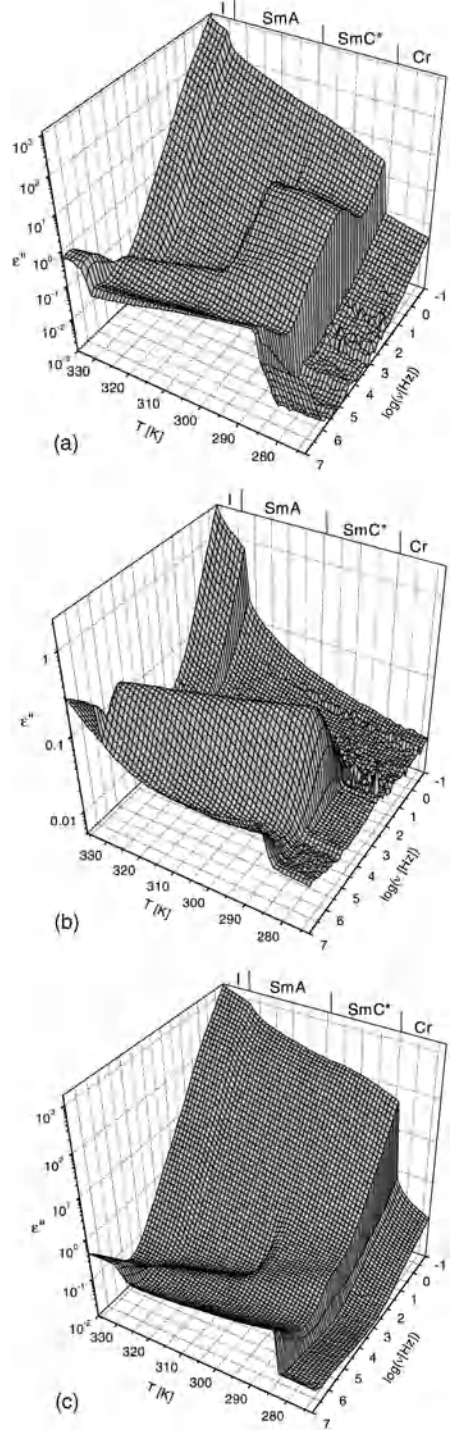 I SmA SmC* Cr
10³
10²
10¹
10⁰
10⁻¹
10⁻²
10⁻³
ε"
330 320 310 300 290 280
T [K]
7 6 5 4 3 2 1 0 -1
log(ν[Hz])
(a)
I SmA SmC* Cr
1
0.1
0.01
ε"
330 320 310 300 290 280
T [K]
7 6 5 4 3 2 1 0 -1
log(ν[Hz])
(b)
I SmA SmC* Cr
10³
10²
10¹
10⁰
10⁻¹
10⁻²
ε"
330 320 310 300 290 280
T [K]
7 6 5 4 3 2 1 0 -1
log(ν[Hz])
(c)